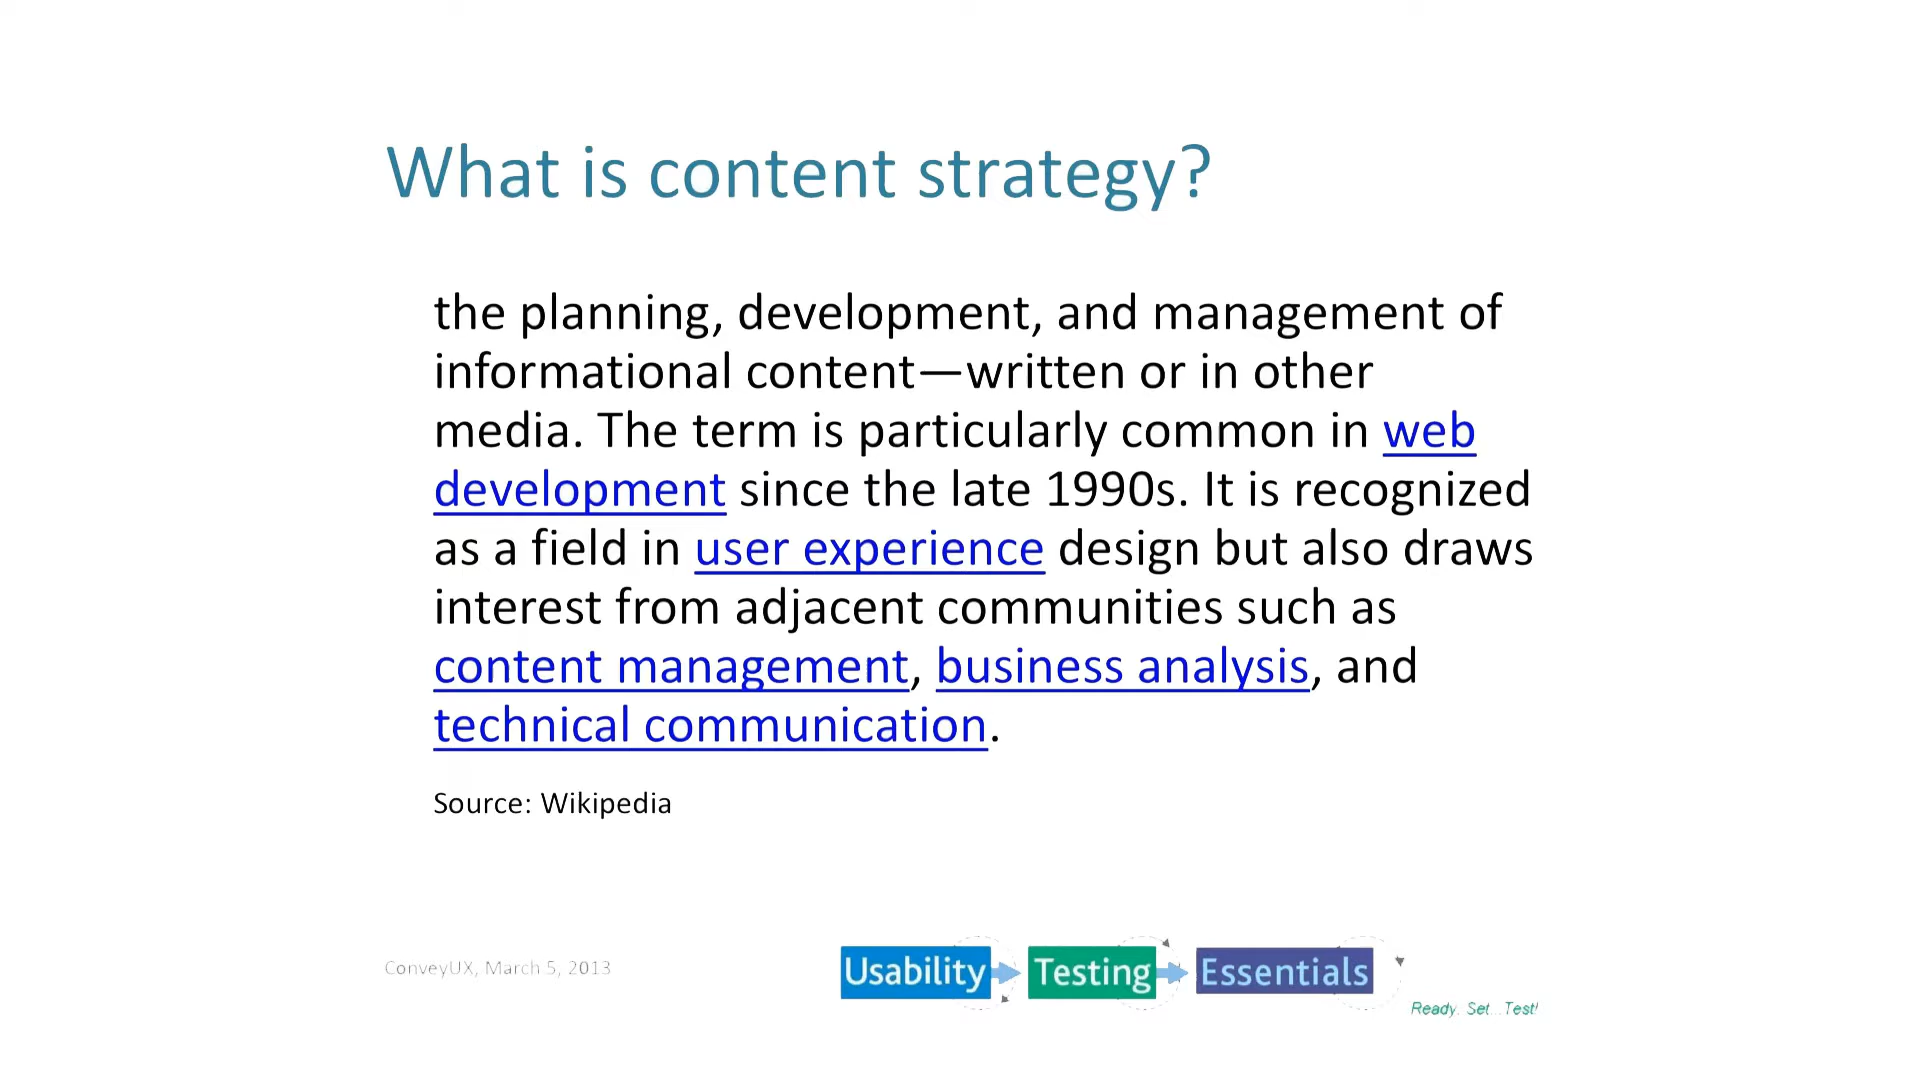 What is content strategy?
the planning, development, and management of
informational content—written or in other
media. The term is particularly common in web
development since the late 1990s. It is recognized
as a field in user experience design but also draws
interest from adjacent communities such as
content management, business analysis, and
technical communication.
Source: Wikipedia
ConveyUX, March 5, 2013
Usability Testing Essentials
Ready. Set...Test!